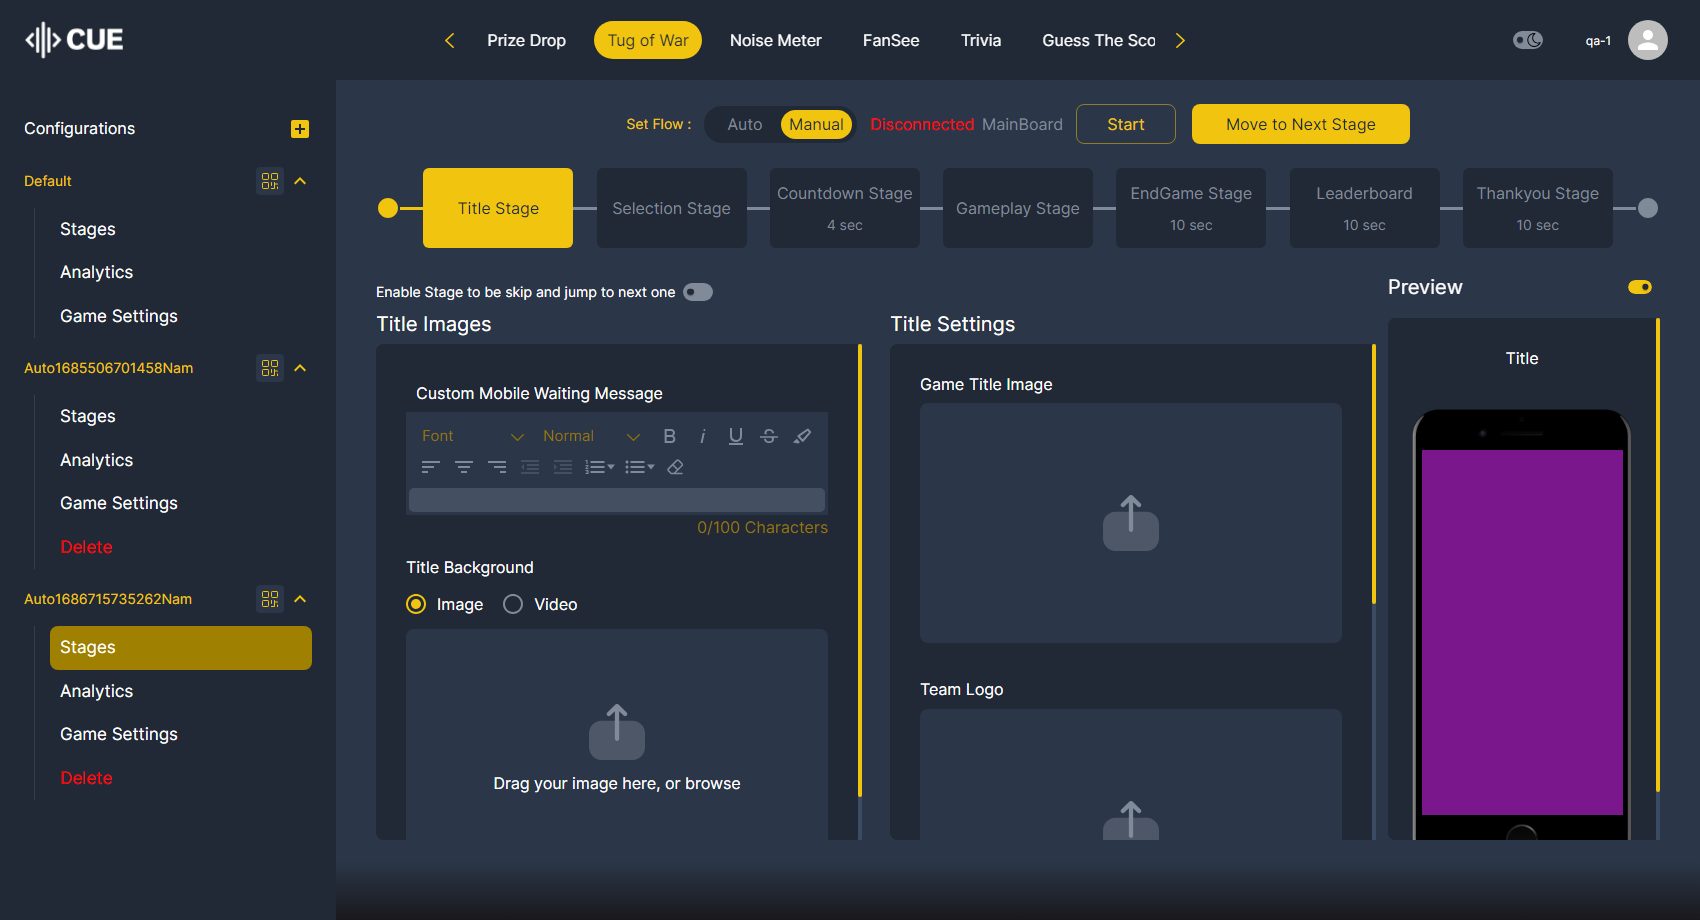 CUE
Prize Drop
Tug of War
Noise Meter
FanSee
Trivia
Guess The Sco
qa-1
Configurations
Default
Stages
Analytics
Game Settings
Auto1685506701458Nam
Stages
Analytics
Game Settings
Delete
Auto1686715735262Nam
Stages
Analytics
Game Settings
Delete
Set Flow :
Auto
Manual
Disconnected MainBoard
Start
Move to Next Stage
Title Stage
Selection Stage
Countdown Stage
4 sec
Gameplay Stage
EndGame Stage
10 sec
Leaderboard
10 sec
Thankyou Stage
10 sec
Enable Stage to be skip and jump to next one
Title Images
Custom Mobile Waiting Message
Font
Normal
B i U S
0/100 Characters
Title Background
Image
Video
Drag your image here, or browse
Title Settings
Game Title Image
Team Logo
Preview
Title